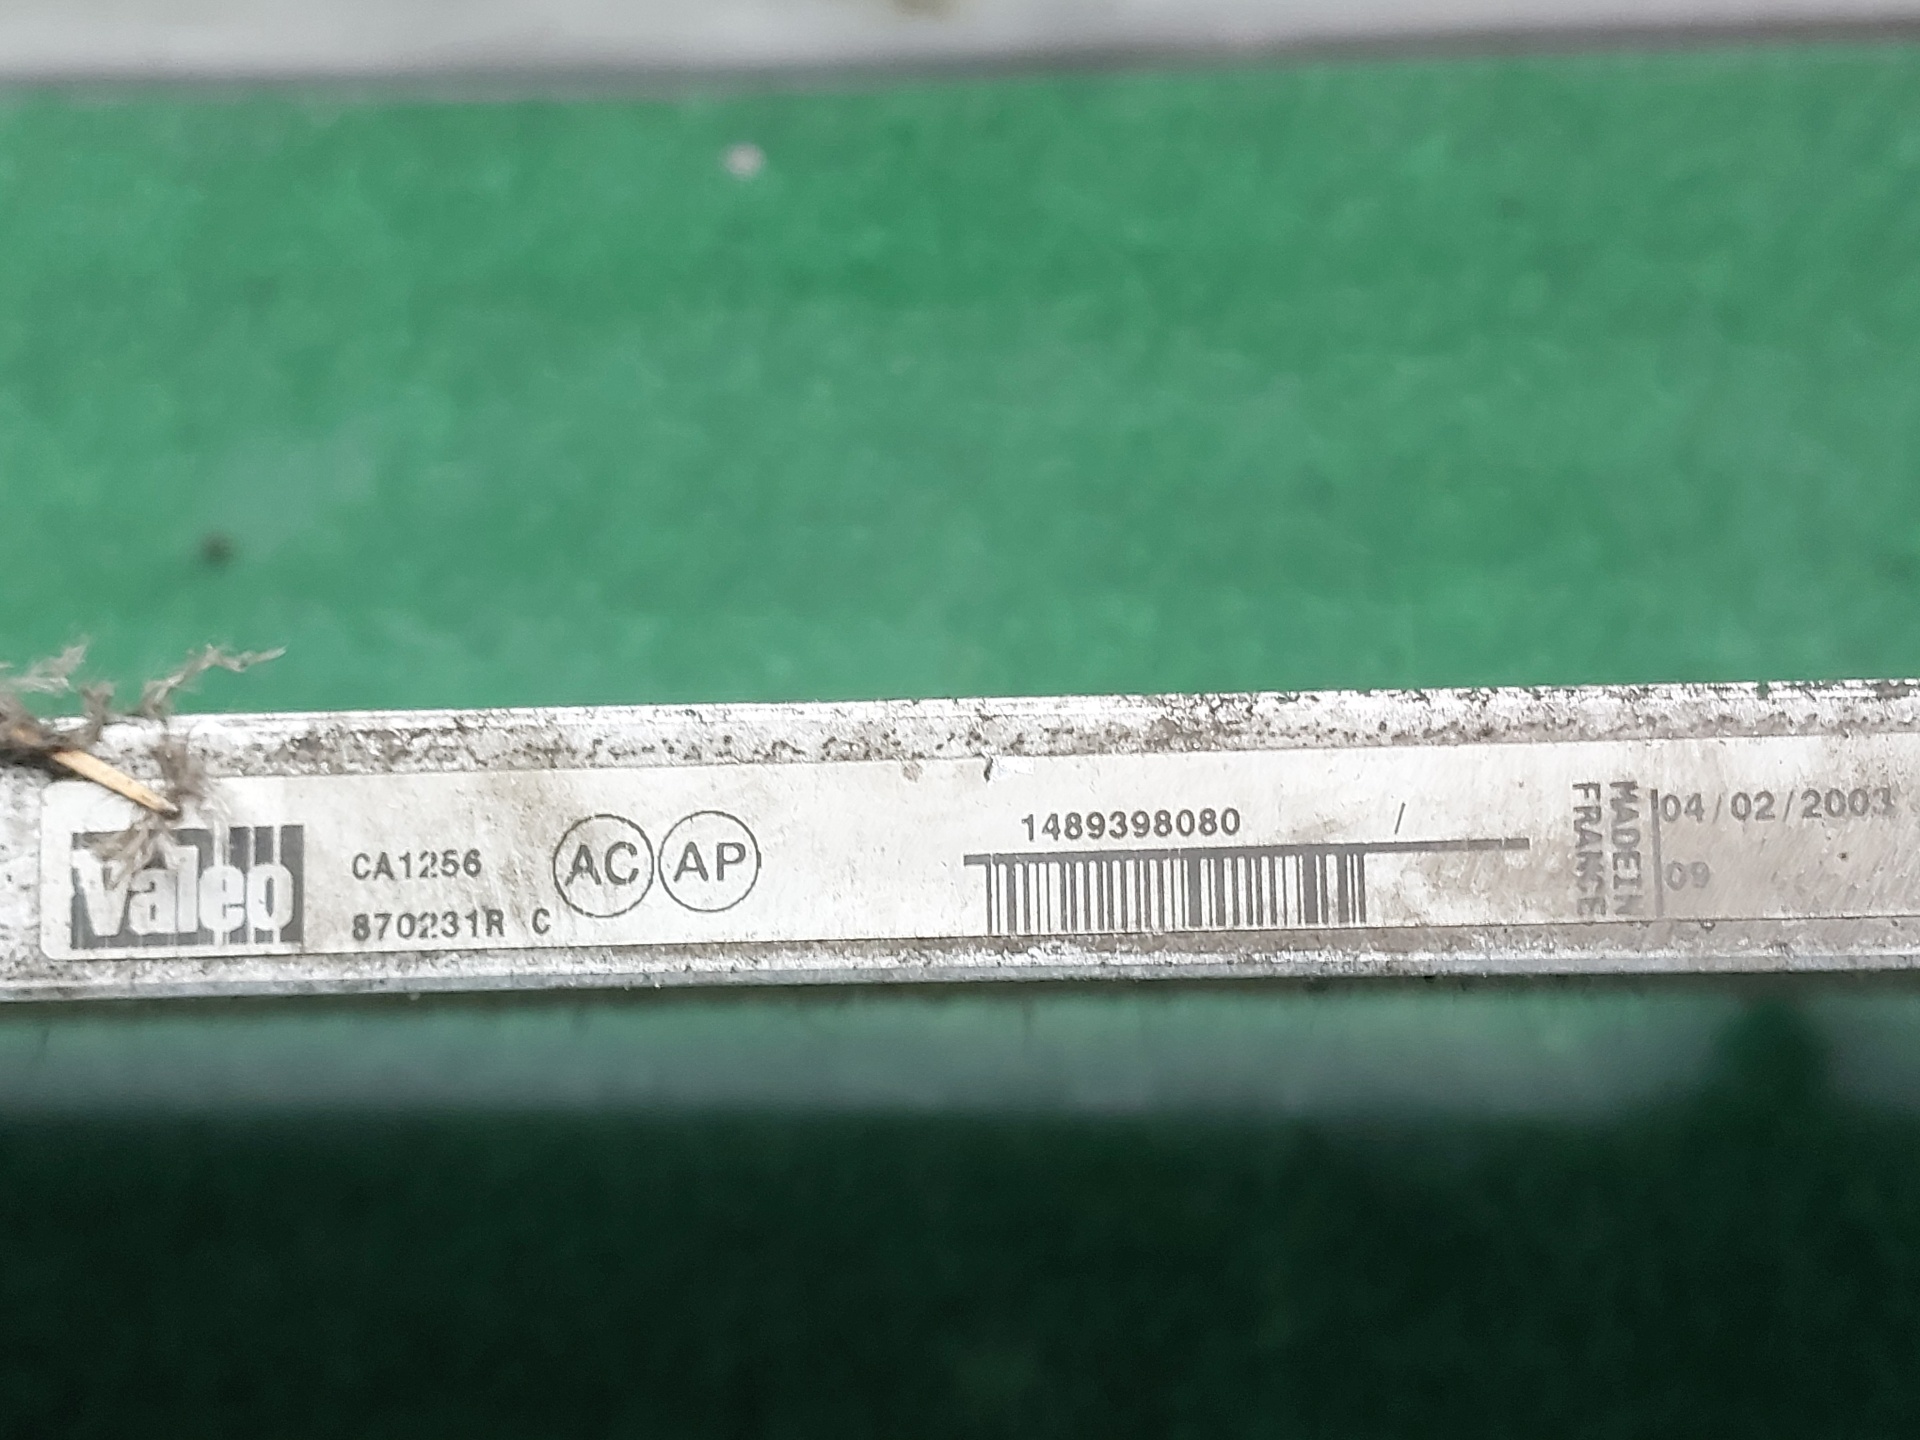 Valeo
CA1256
870231R C
AC AP
1489398080 /
MADE IN
FRANCE
04/02/2003
09